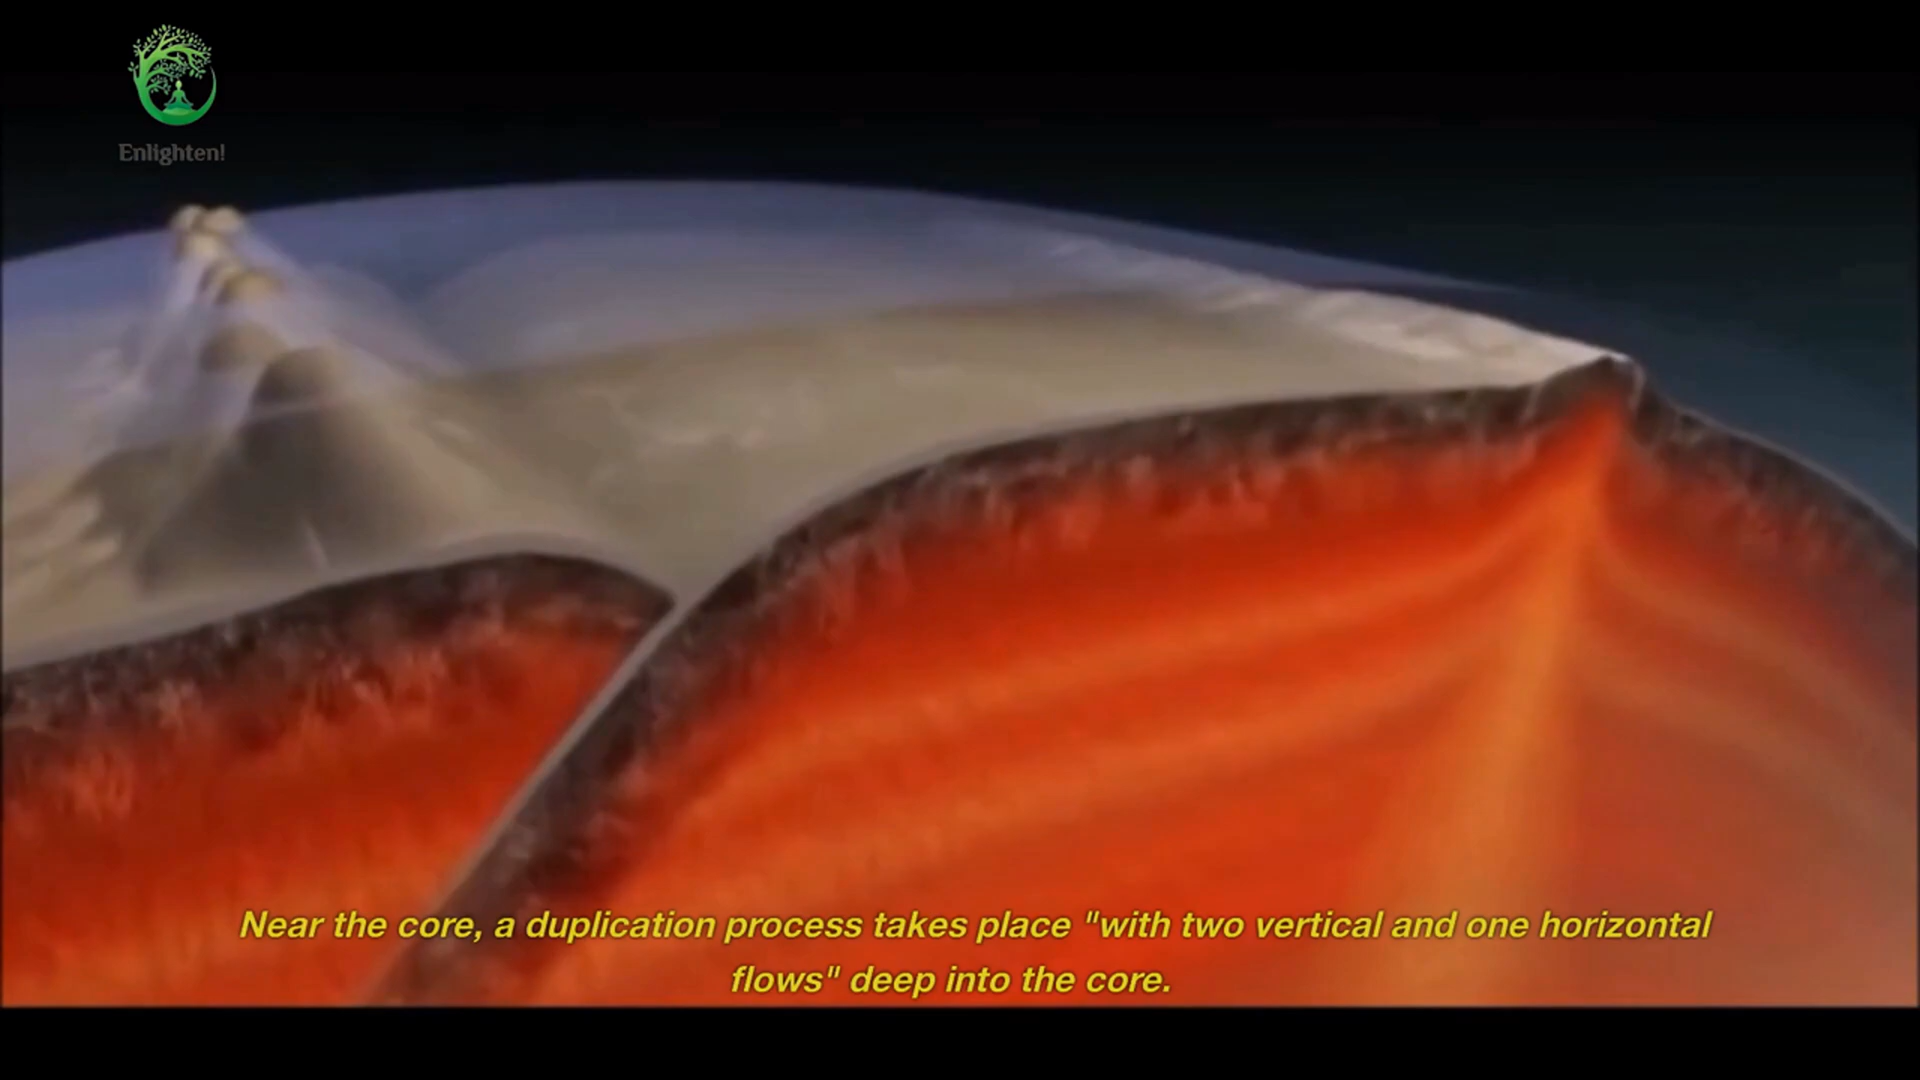 Enlighten!
Near the core, a duplication process takes place "with two vertical and one horizontal
flows" deep into the core.